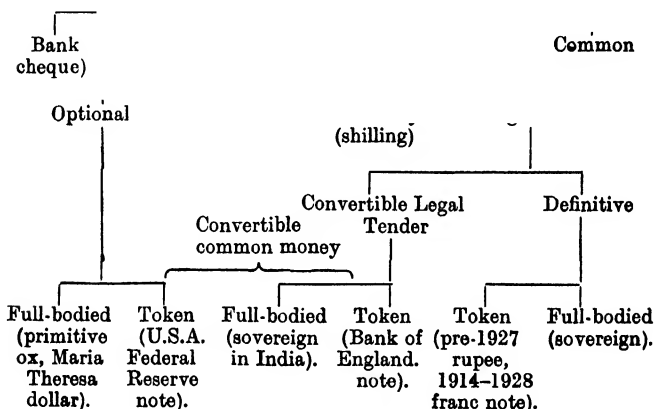 Bank
cheque)
Common
Optional
(shilling)
Convertible Legal
Tender
Definitive
Convertible
common money
Full-bodied
(primitive
ox, Maria
Theresa
dollar).
Token
(U.S.A.
Federal
Reserve
note).
Full-bodied
(sovereign
in India).
Token
(Bank of
England.
note).
Token
(pre-1927
rupee,
1914–1928
franc note).
Full-bodied
(sovereign).